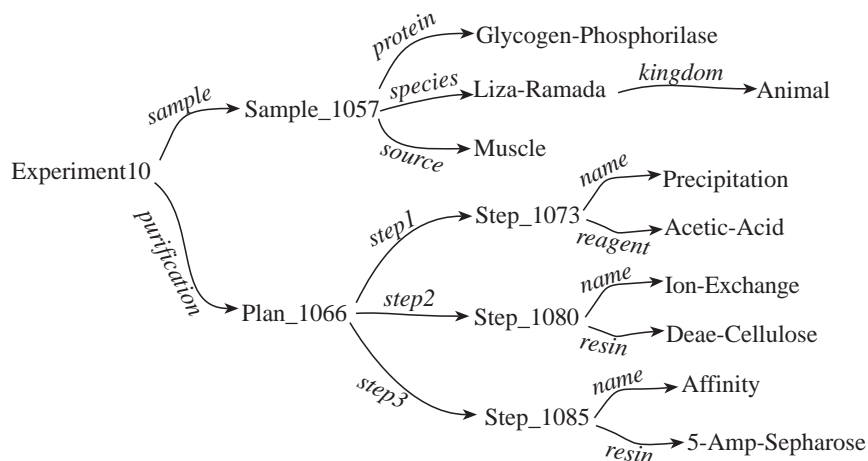 protein
Glycogen-Phosphorilase
sample
Sample_1057
species
Liza-Ramada
kingdom
Animal
source
Muscle
Experiment10
purification
Plan_1066
step1
Step_1073
name
Precipitation
reagent
Acetic-Acid
step2
Step_1080
name
Ion-Exchange
resin
Deae-Cellulose
step3
Step_1085
name
Affinity
resin
5-Amp-Sepharose